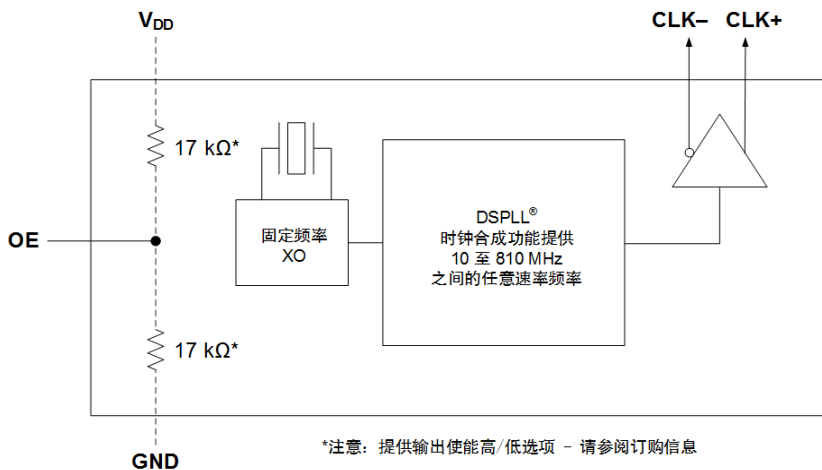 V_DD
CLK– CLK+
17 kΩ*
固定频率
XO
DSPLL®
时钟合成功能提供
10 至 810 MHz
之间的任意速率频率
OE
17 kΩ*
GND
*注意：提供输出使能高/低选项 – 请参阅订购信息